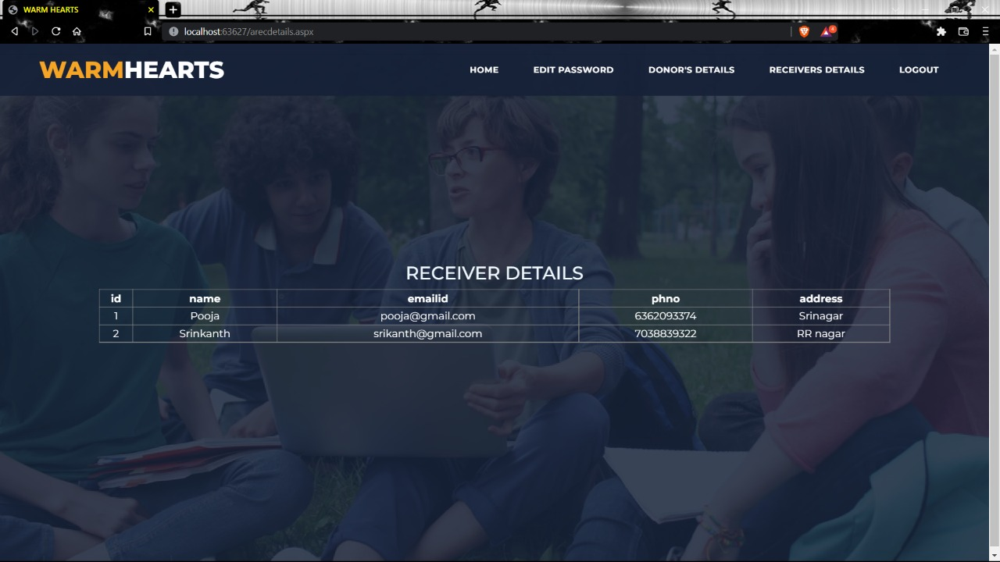 WARM HEARTS
localhost:63627/arecdetails.aspx
4
WARMHEARTS
HOME EDIT PASSWORD DONOR'S DETAILS RECEIVERS DETAILS LOGOUT
RECEIVER DETAILS
id name emailid phno address
1 Pooja pooja@gmail.com 6362093374 Srinagar
2 Srinkanth srikanth@gmail.com 7038839322 RR nagar